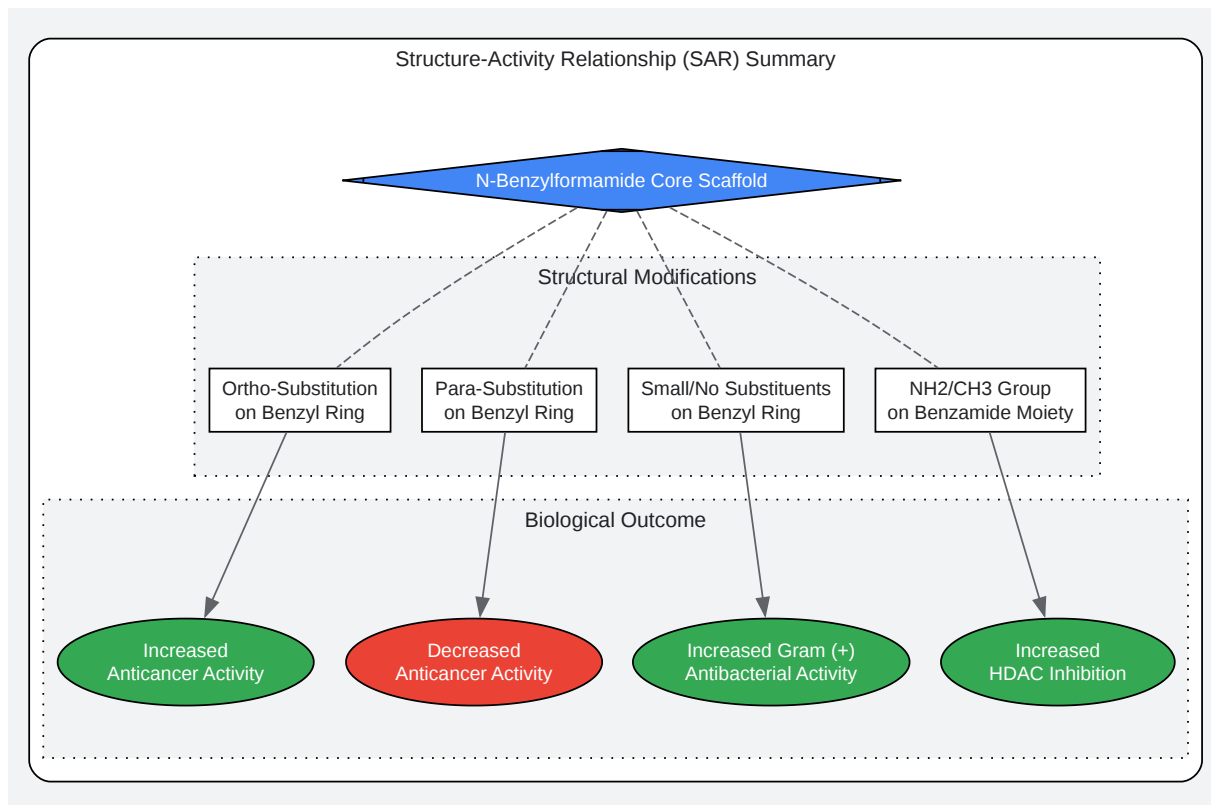 Structure-Activity Relationship (SAR) Summary
N-Benzylformamide Core Scaffold
Structural Modifications
Ortho-Substitution
on Benzyl Ring
Para-Substitution
on Benzyl Ring
Small/No Substituents
on Benzyl Ring
NH2/CH3 Group
on Benzamide Moiety
Biological Outcome
Increased
Anticancer Activity
Decreased
Anticancer Activity
Increased Gram (+)
Antibacterial Activity
Increased
HDAC Inhibition